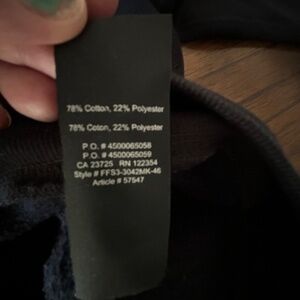 78% Cotton, 22% Polyester
78% Coton, 22% Polyester
P.O. # 4500065058
P.O. # 4500065059
CA 23725 RN 122354
Style # FFS3-3042MK-46
Article # 57547